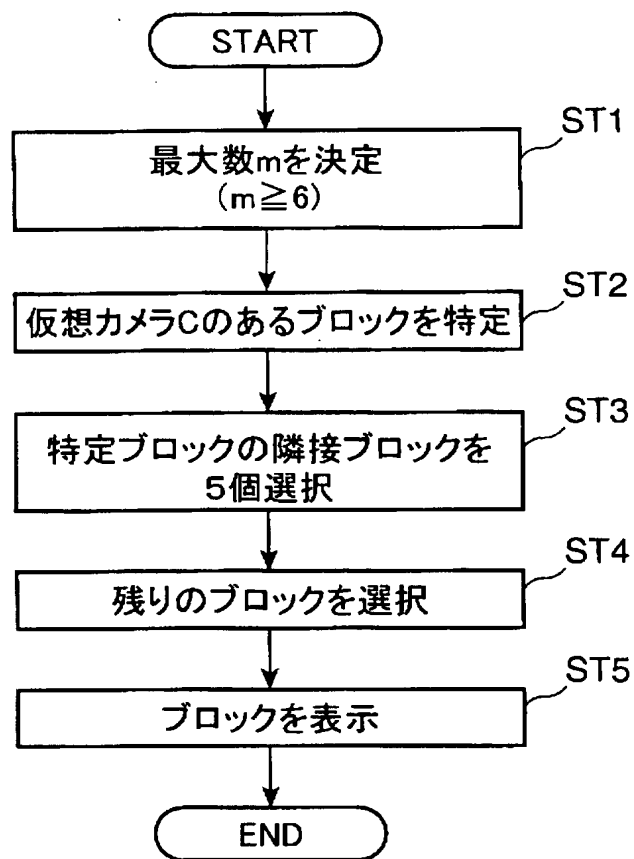 START
ST1
最大数mを決定
(m≧6)
ST2
仮想カメラCのあるブロックを特定
ST3
特定ブロックの隣接ブロックを
5個選択
ST4
残りのブロックを選択
ST5
ブロックを表示
END